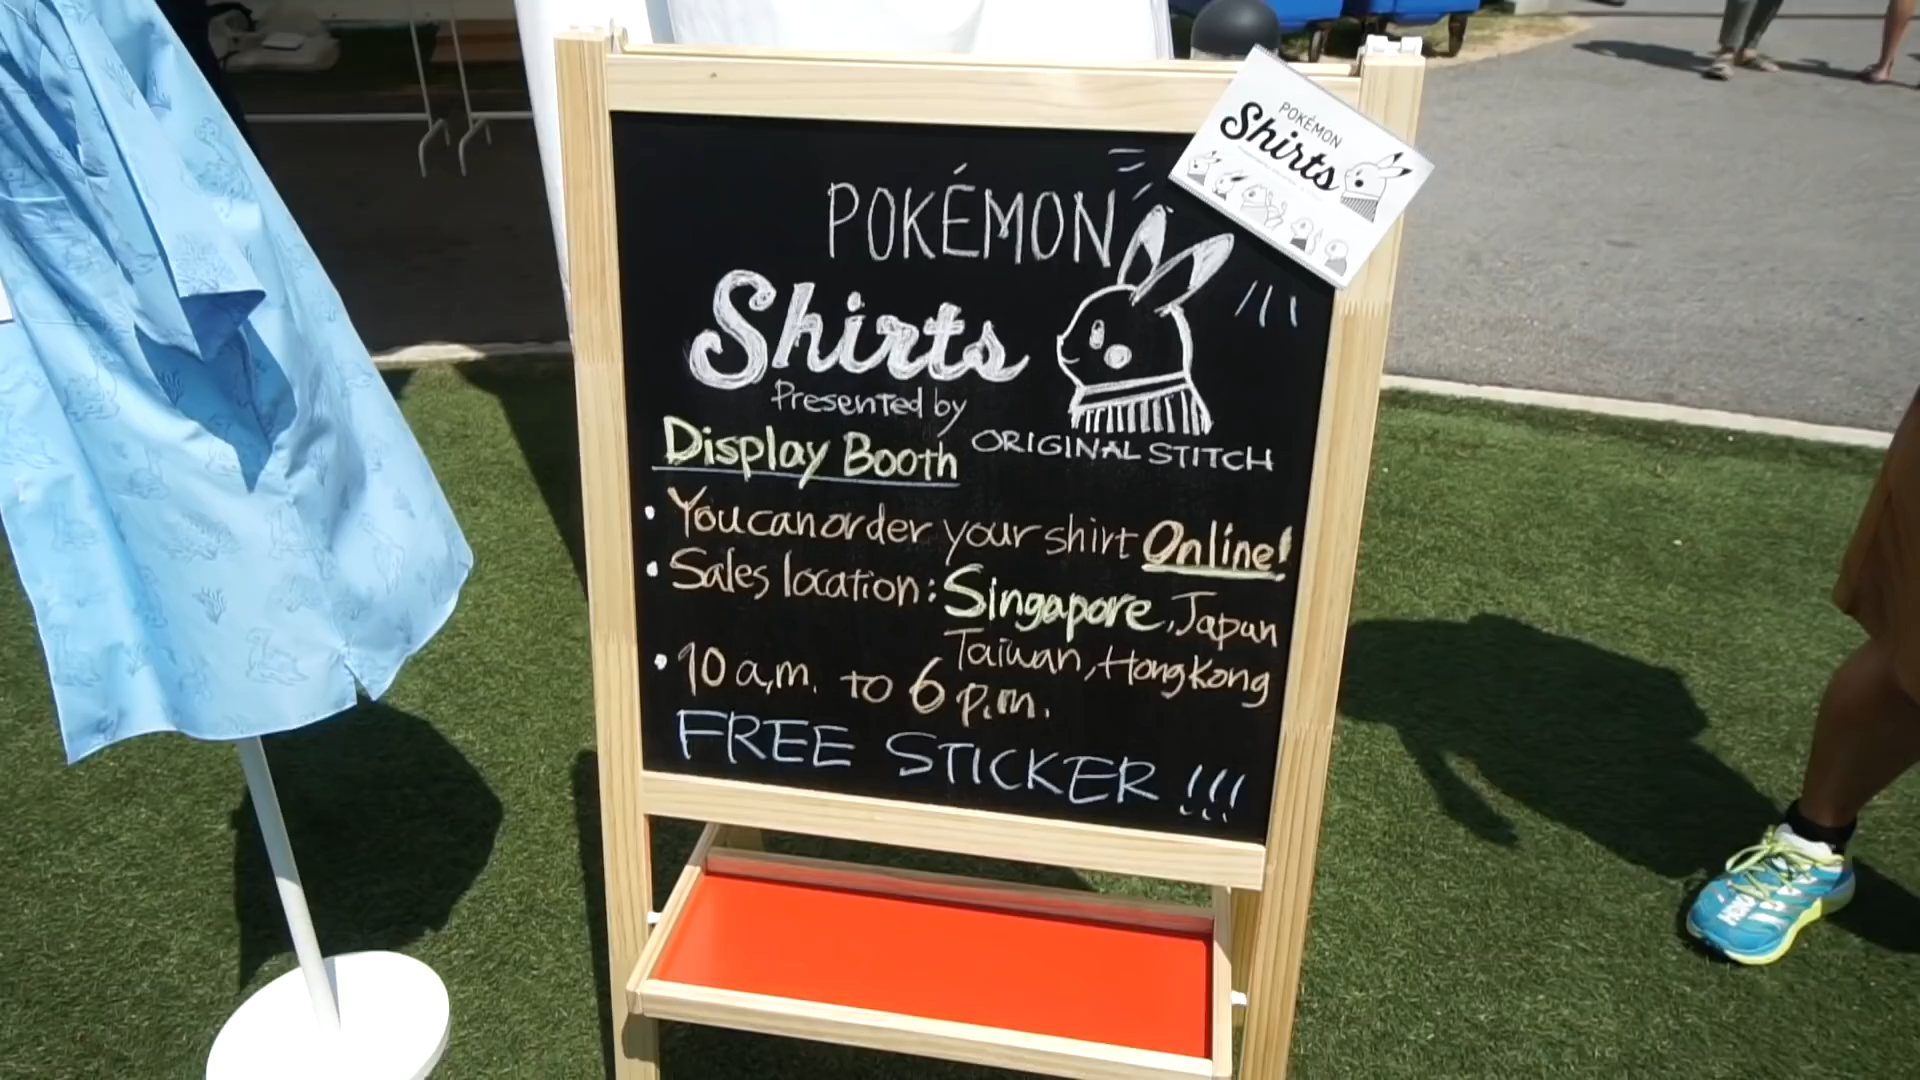 POKÉMON
Shirts
POKÉMON
Shirts
Presented by
ORIGINAL STITCH
Display Booth
• You can order your shirt Online!
• Sales location: Singapore, Japan
Taiwan, Hong Kong
• 10 a.m. to 6 p.m.
FREE STICKER!!!